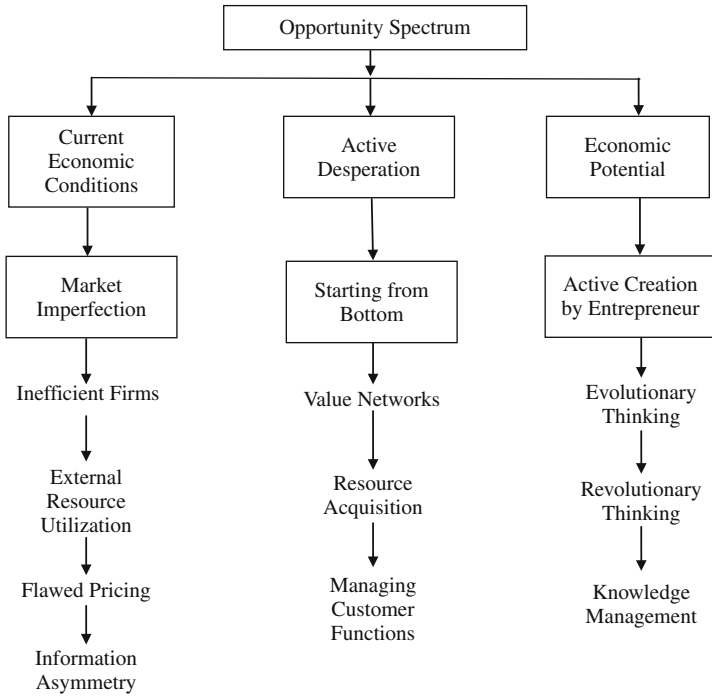 Opportunity Spectrum
Current
Economic
Conditions
Active
Desperation
Economic
Potential
Market
Imperfection
Starting from
Bottom
Active Creation
by Entrepreneur
Inefficient Firms
Value Networks
Evolutionary
Thinking
External
Resource
Utilization
Resource
Acquisition
Revolutionary
Thinking
Flawed Pricing
Managing
Customer
Functions
Knowledge
Management
Information
Asymmetry